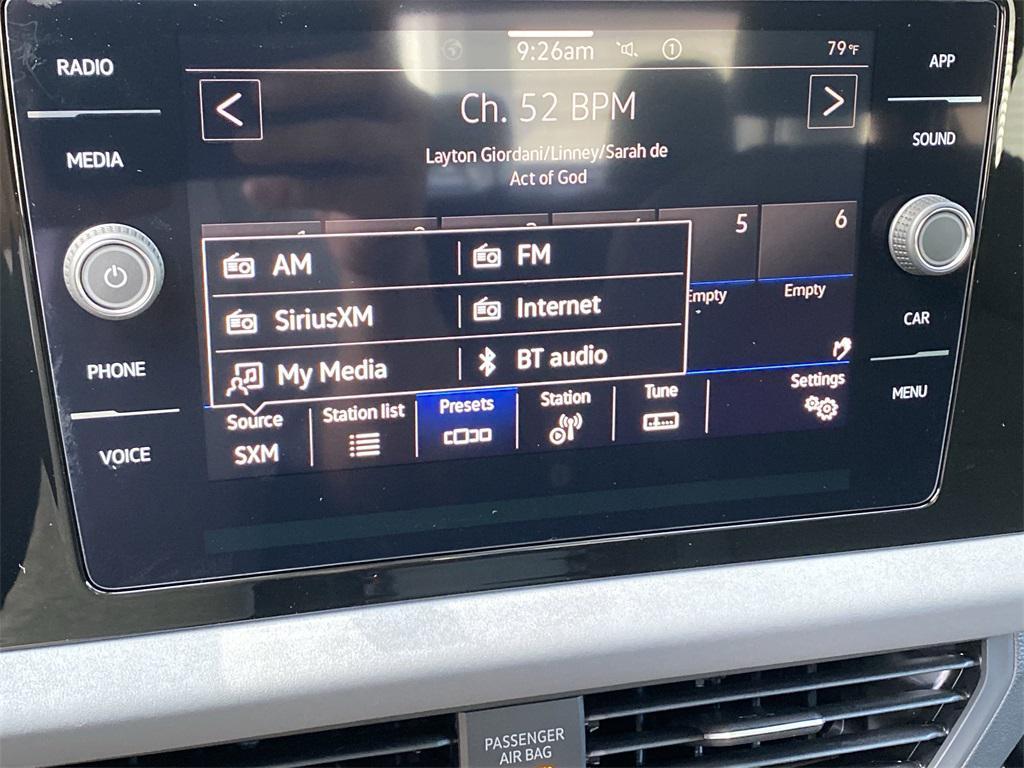 RADIO
MEDIA
PHONE
VOICE
9:26am
1
79°F
< Ch. 52 BPM >
Layton Giordani/Linney/Sarah de
Act of God
5
6
Empty
Empty
AM
FM
SiriusXM
Internet
My Media
BT audio
Source
SXM
Station list
Presets
Station
Tune
Settings
APP
SOUND
CAR
MENU
PASSENGER
AIR BAG